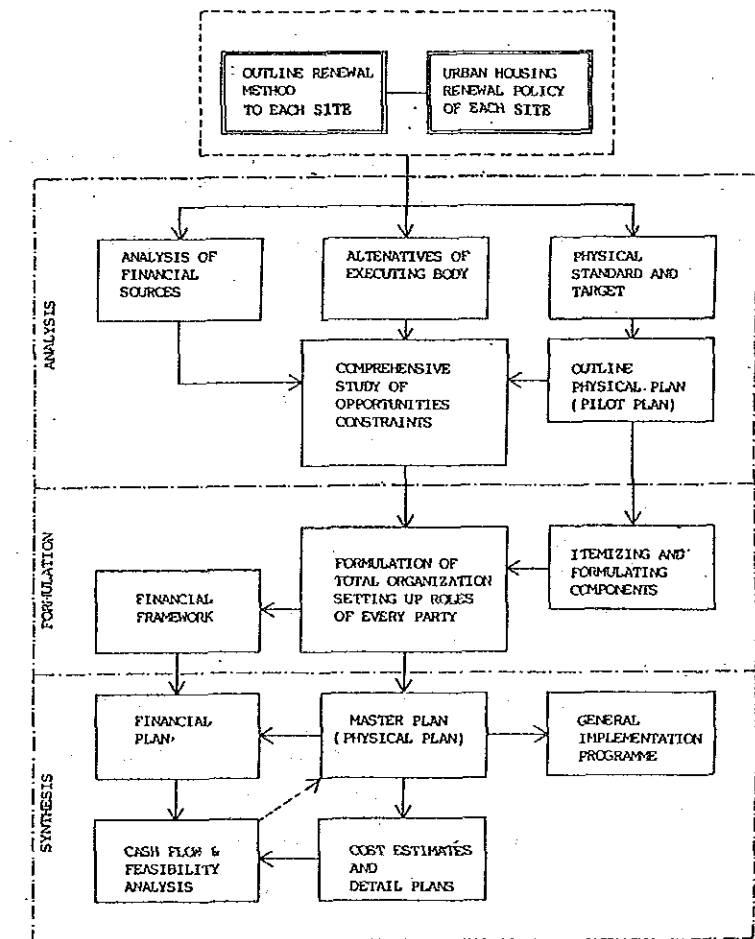 OUTLINE RENEWAL
METHOD
TO EACH SITE
URBAN HOUSING
RENEWAL POLICY
OF EACH SITE
ANALYSIS
ANALYSIS OF
FINANCIAL
SOURCES
ALTENATIVES OF
EXECUTING BODY
PHYSICAL
STANDARD AND
TARGET
COMPREHENSIVE
STUDY OF
OPPORTUNITIES
CONSTRAINTS
OUTLINE
PHYSICAL PLAN
(PILOT PLAN)
FORMULATION
FINANCIAL
FRAMEWORK
FORMULATION OF
TOTAL ORGANIZATION
SETTING UP ROLES
OF EVERY PARTY
ITEMIZING AND
FORMULATING
COMPONENTS
SYNTHESIS
FINANCIAL
PLAN
MASTER PLAN
(PHYSICAL PLAN)
GENERAL
IMPLEMENTATION
PROGRAMME
CASH FLOW &
FEASIBILITY
ANALYSIS
COST ESTIMATES
AND
DETAIL PLANS